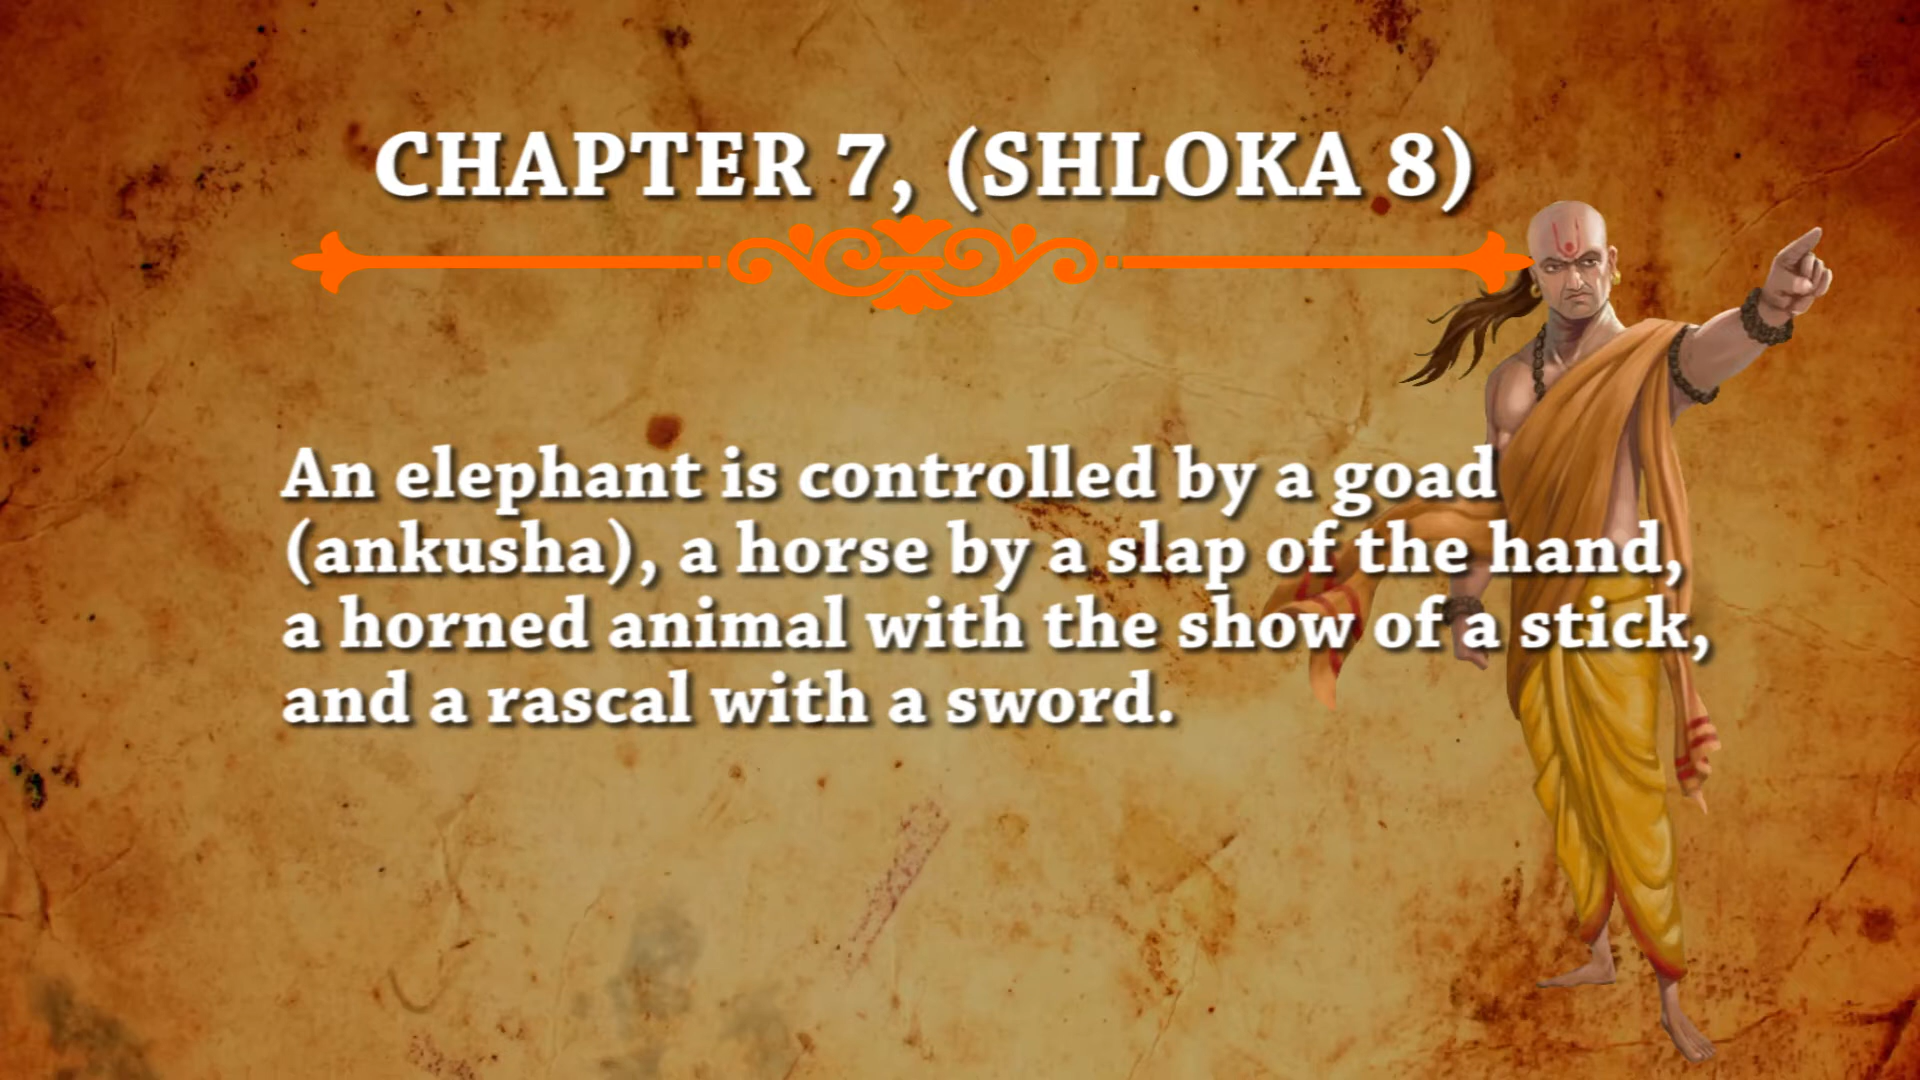 CHAPTER 7, (SHLOKA 8)
An elephant is controlled by a goad
(ankusha), a horse by a slap of the hand,
a horned animal with the show of a stick,
and a rascal with a sword.